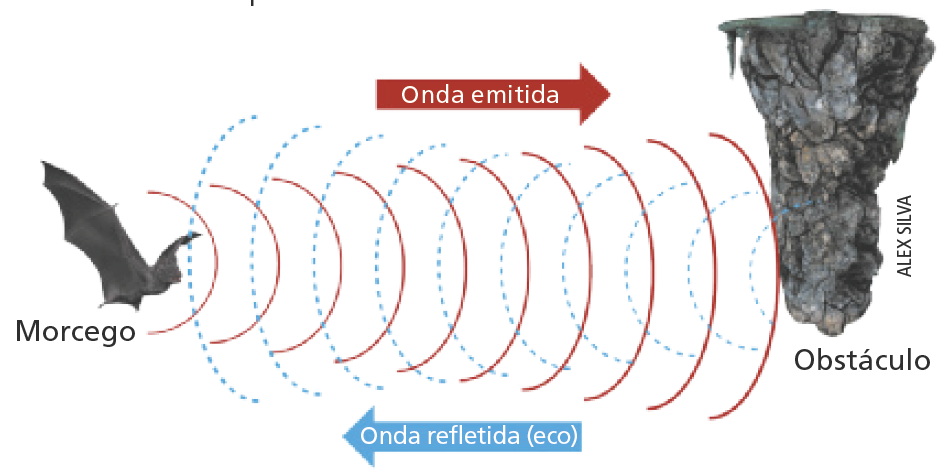 Onda emitida
ALEX SILVA
Morcego
Obstáculo
Onda refletida (eco)